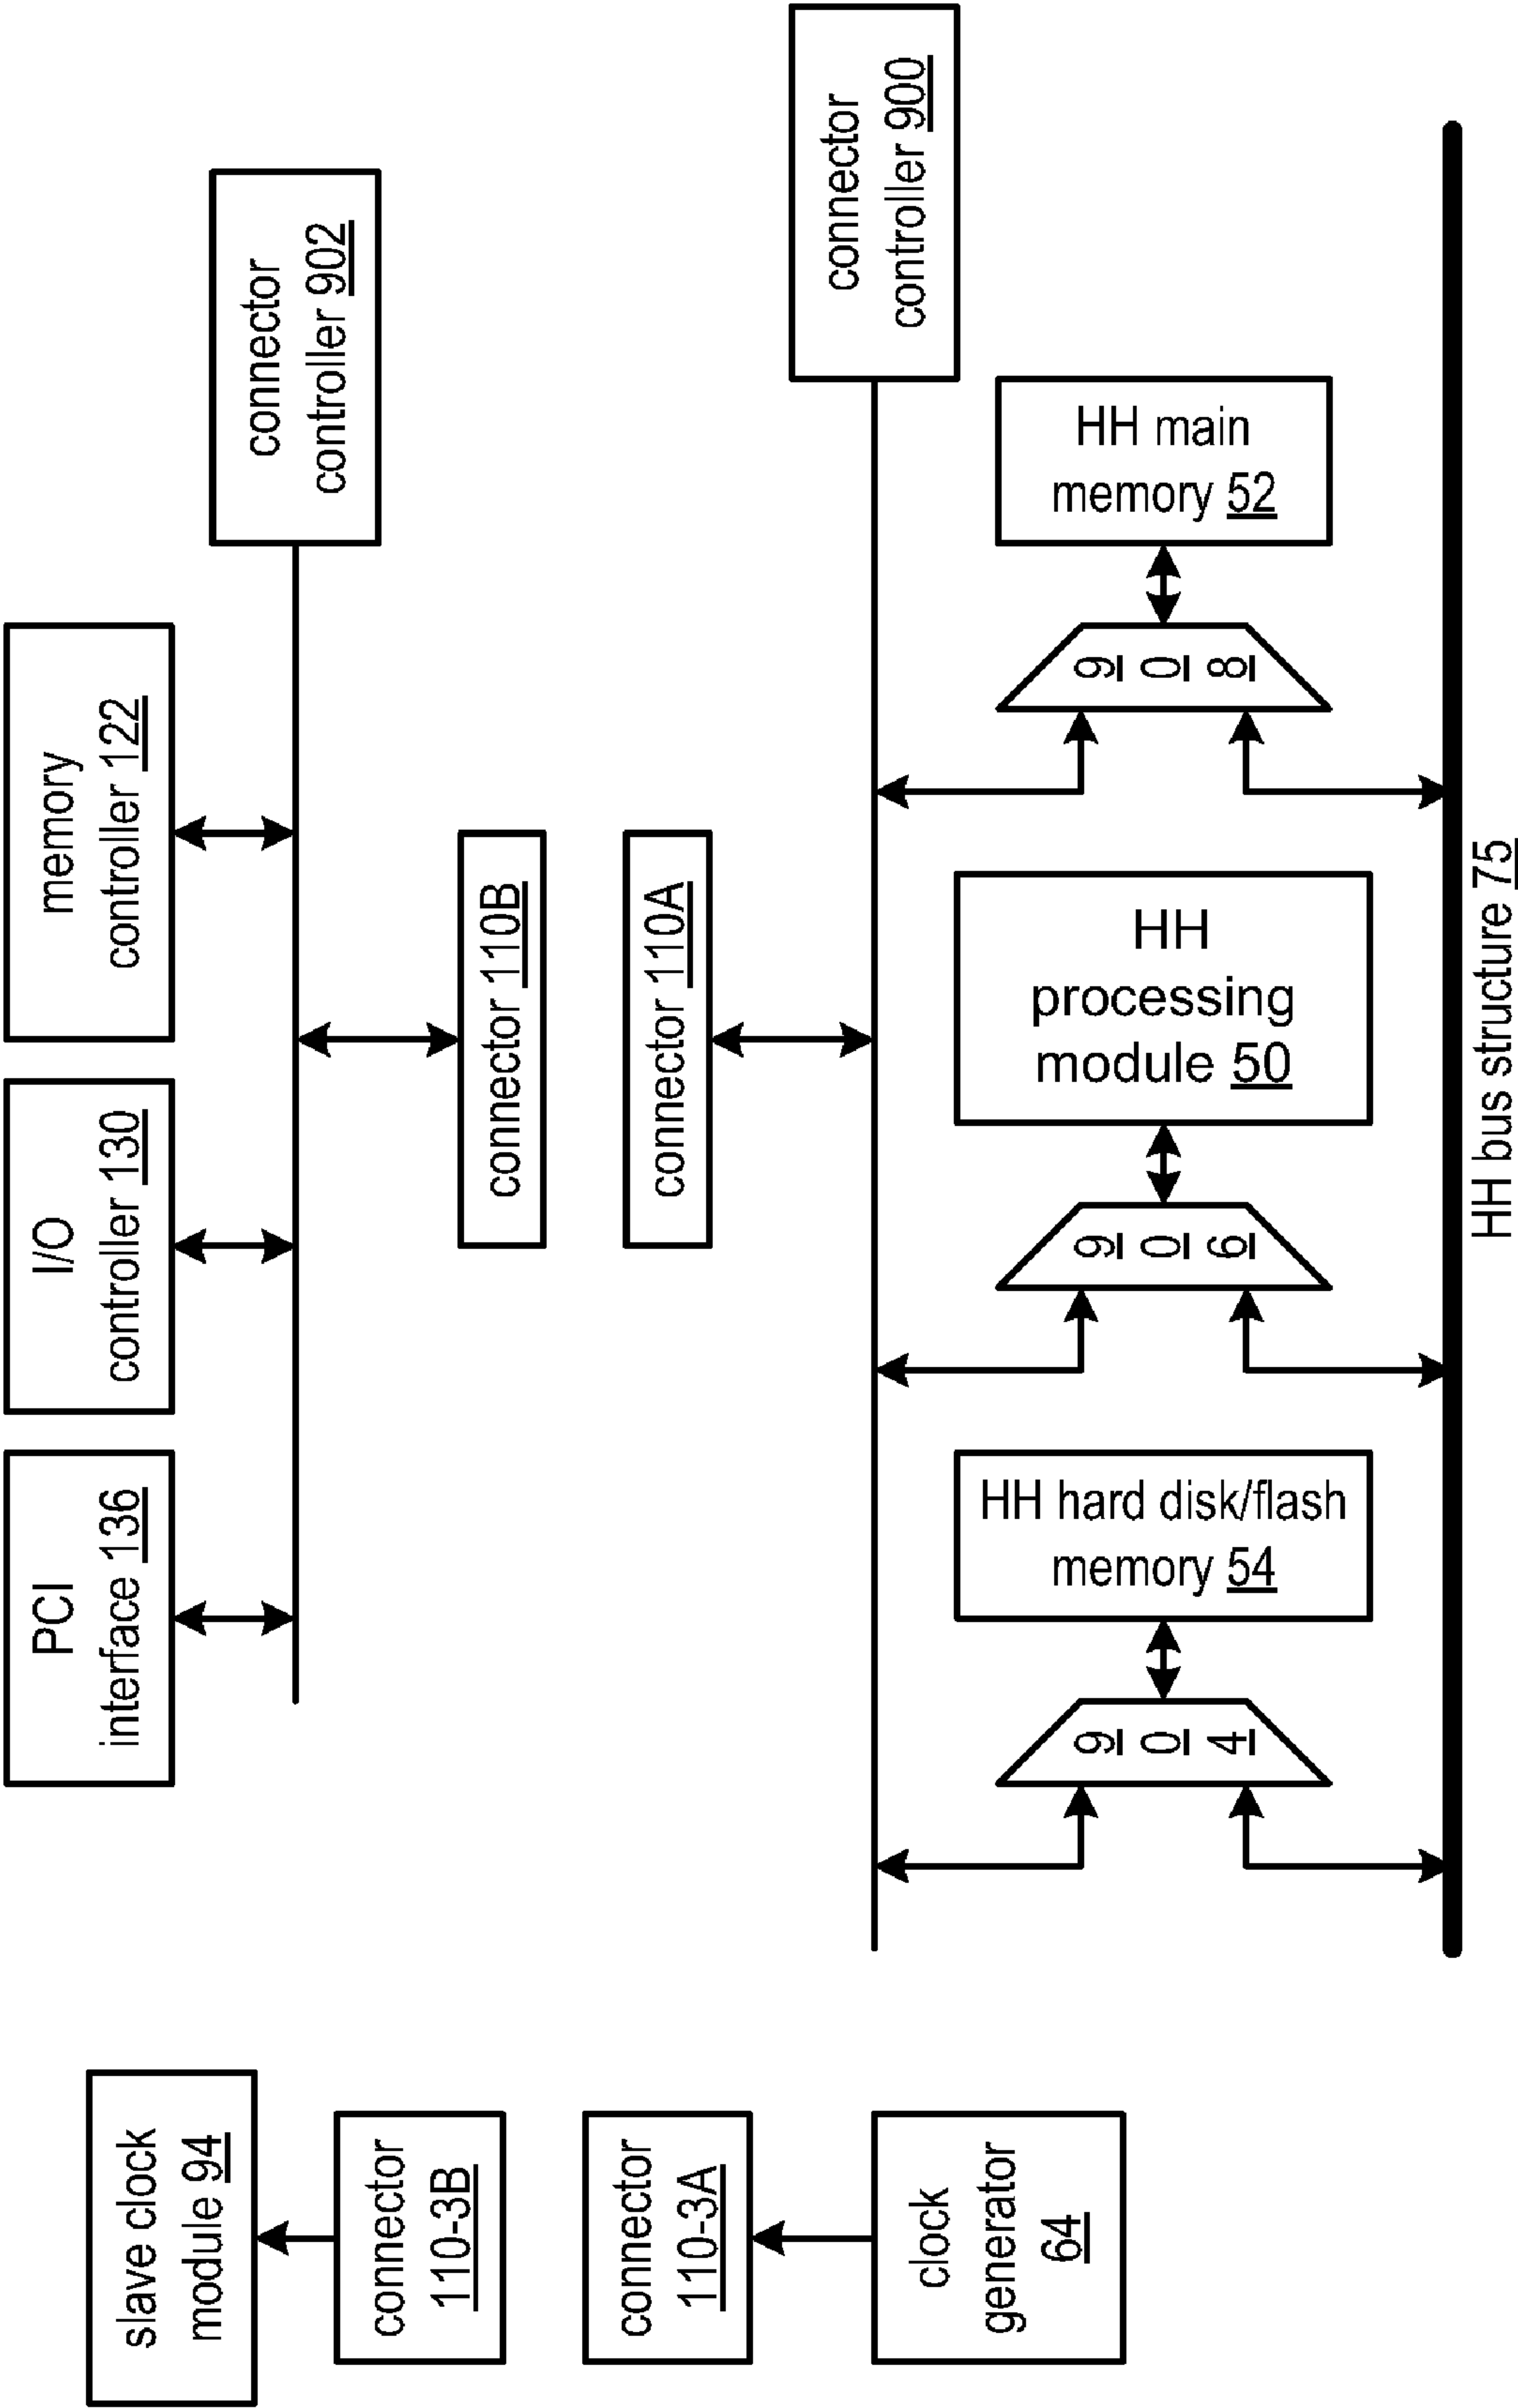 slave clock
module 94
PCI
interface 136
I/O
controller 130
memory
controller 122
connector
controller 902
connector
110-3B
connector 110B
connector
110-3A
connector 110A
clock
generator
64
connector
controller 900
904
HH hard disk/flash
memory 54
906
HH
processing
module 50
908
HH main
memory 52
HH bus structure 75